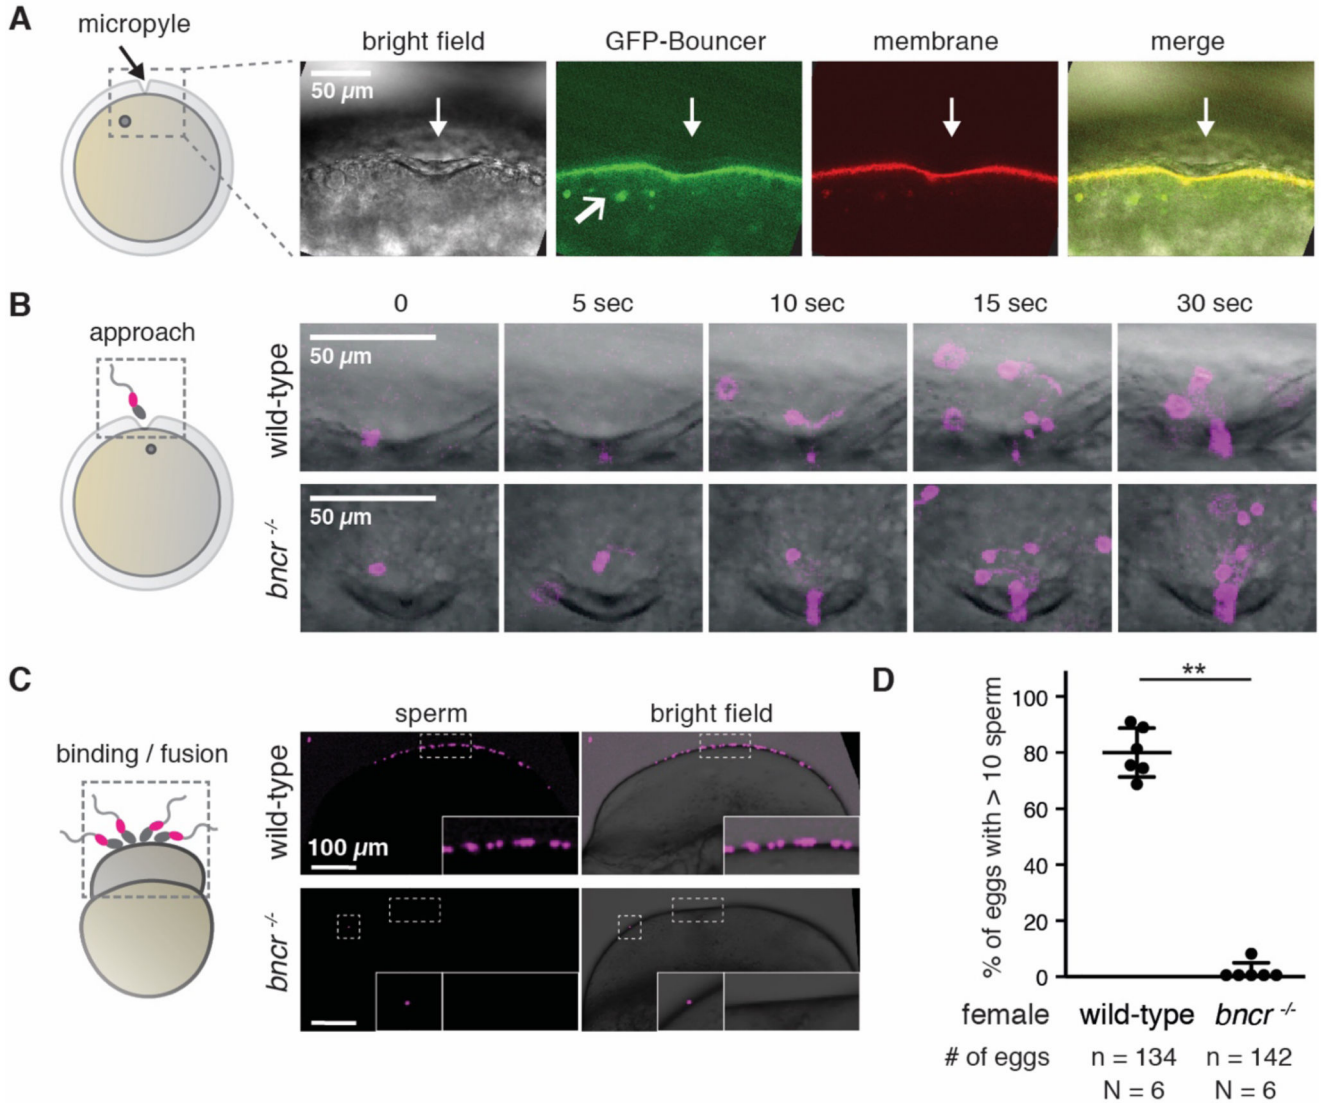 A
micropyle
bright field
GFP-Bouncer
membrane
merge
50 µm
B
approach
0
5 sec
10 sec
15 sec
30 sec
wild-type
50 µm
bncr -/-
50 µm
C
binding / fusion
sperm
bright field
wild-type
100 µm
bncr -/-
D
% of eggs with > 10 sperm
**
100
80
60
40
20
0
female wild-type bncr -/-
# of eggs n = 134 n = 142
N = 6 N = 6